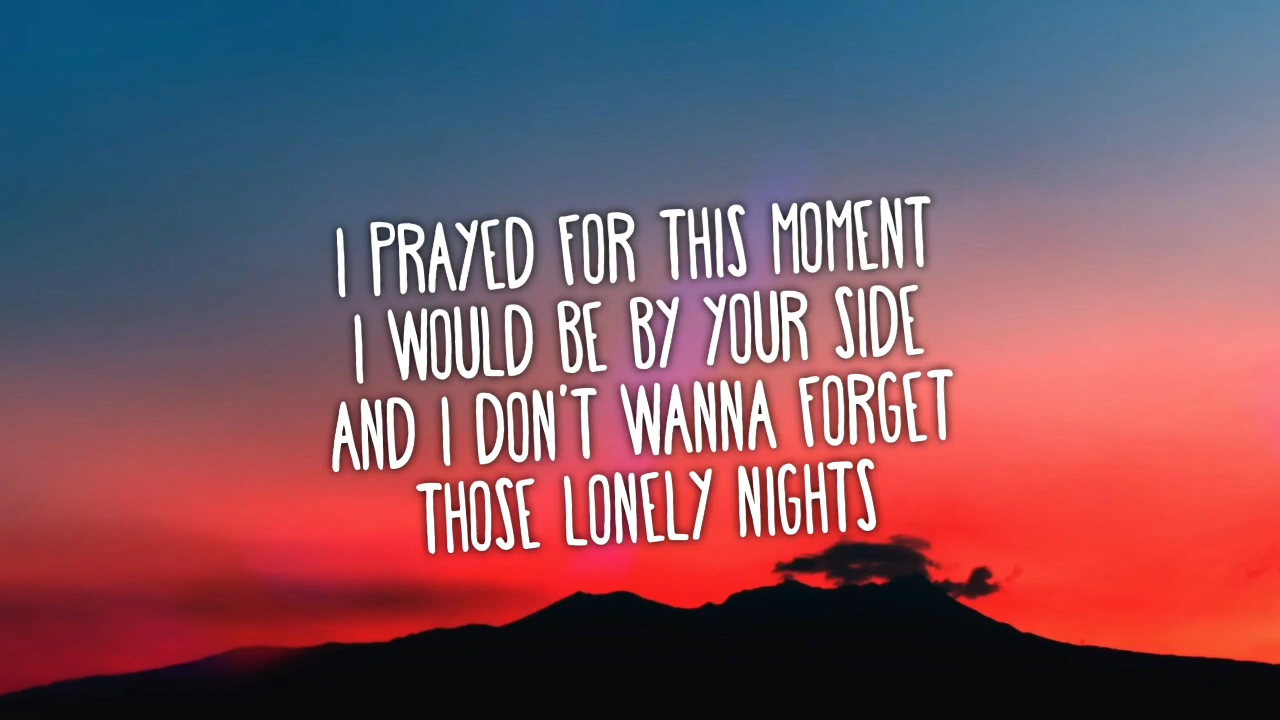 I PRAYED FOR THIS MOMENT
I WOULD BE BY YOUR SIDE
AND I DON'T WANNA FORGET
THOSE LONELY NIGHTS